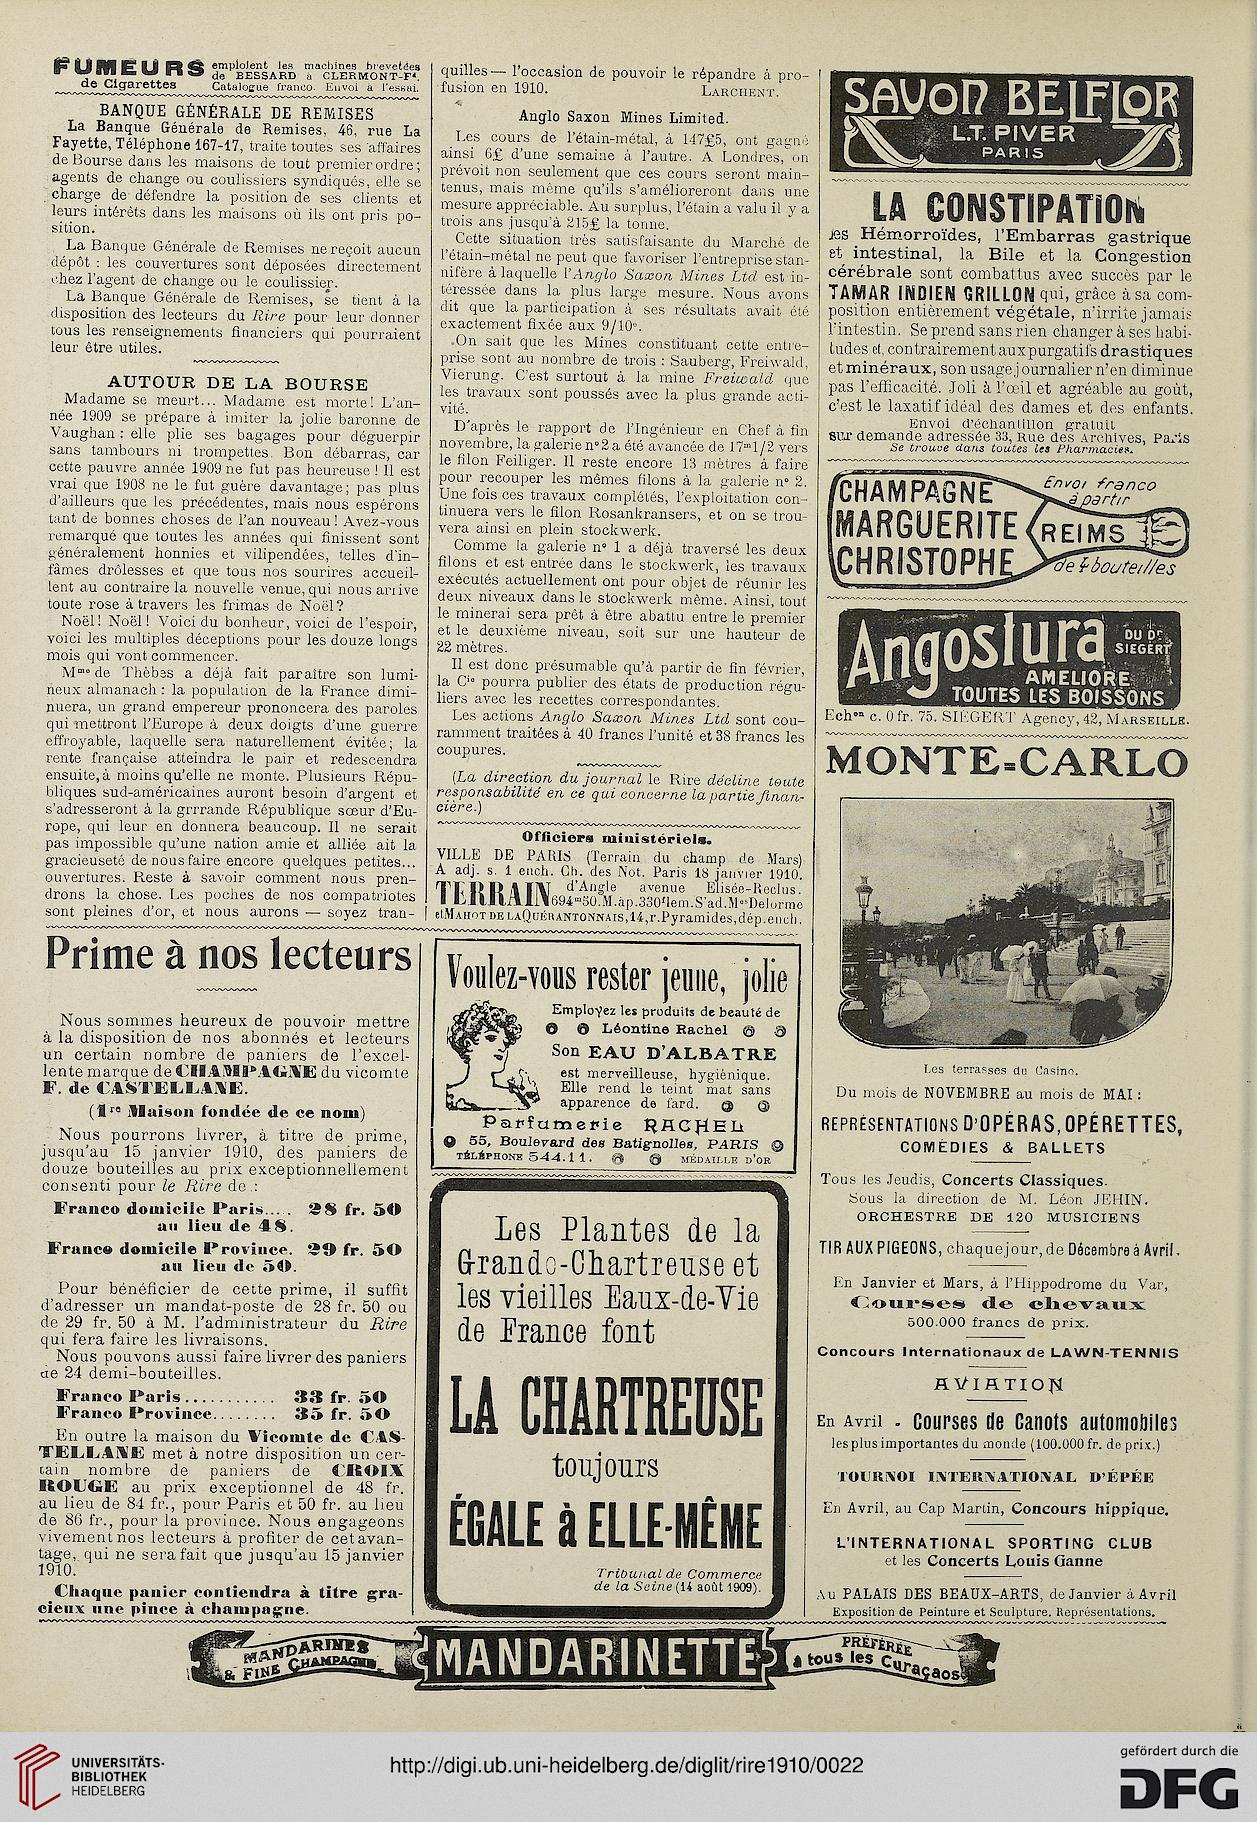 FUMEURS emploient les machines brevetées
de Cigarettes de BESSARD à CLERMONT-Fd.
Catalogue franco. Envoi à l'essai.
BANQUE GÉNÉRALE DE REMISES
La Banque Générale de Remises, 46, rue La
Fayette, Téléphone 167-17, traite toutes ses affaires
de Bourse dans les maisons de tout premier ordre;
agents de change ou coulissiers syndiqués, elle se
charge de défendre la position de ses clients et
leurs intérêts dans les maisons où ils ont pris po-
sition.
La Banque Générale de Remises ne reçoit aucun
dépôt : les couvertures sont déposées directement
chez l'agent de change ou le coulissier.
La Banque Générale de Remises, se tient à la
disposition des lecteurs du Rire pour leur donner
tous les renseignements financiers qui pourraient
leur être utiles.
AUTOUR DE LA BOURSE
Madame se meurt... Madame est morte! L'an-
née 1909 se prépare à imiter la jolie baronne de
Vaughan : elle plie ses bagages pour déguerpir
sans tambours ni trompettes. Bon débarras, car
cette pauvre année 1909 ne fut pas heureuse! Il est
vrai que 1908 ne le fut guère davantage; pas plus
d'ailleurs que les précédentes, mais nous espérons
tant de bonnes choses de l'an nouveau! Avez-vous
remarqué que toutes les années qui finissent sont
généralement honnies et vilipendées, telles d'in-
fâmes drôlesses et que tous nos sourires accueil-
lent au contraire la nouvelle venue, qui nous arrive
toute rose à travers les frimas de Noël?
Noël! Noël! Voici du bonheur, voici de l'espoir,
voici les multiples déceptions pour les douze longs
mois qui vont commencer.
Mme de Thèbes a déjà fait paraître son lumi-
neux almanach : la population de la France dimi-
nuera, un grand empereur prononcera des paroles
qui mettront l'Europe à deux doigts d'une guerre
effroyable, laquelle sera naturellement évitée; la
rente française atteindra le pair et redescendra
ensuite, à moins qu'elle ne monte. Plusieurs Répu-
bliques sud-américaines auront besoin d'argent et
s'adresseront à la grrrande République sœur d'Eu-
rope, qui leur en donnera beaucoup. Il ne serait
pas impossible qu'une nation amie et alliée ait la
gracieuseté de nous faire encore quelques petites...
ouvertures. Reste à savoir comment nous pren-
drons la chose. Les poches de nos compatriotes
sont pleines d'or, et nous aurons — soyez tran-
quilles — l'occasion de pouvoir le répandre à pro-
fusion en 1910. LARCHENT.
Anglo Saxon Mines Limited.
Les cours de l'étain-métal, à 147£5, ont gagné
ainsi 6£ d'une semaine à l'autre. A Londres, on
prévoit non seulement que ces cours seront main-
tenus, mais même qu'ils s'amélioreront dans une
mesure appréciable. Au surplus, l'étain a valu il y a
trois ans jusqu'à 215£ la tonne.
Cette situation très satisfaisante du Marché de
l'étain-métal ne peut que favoriser l'entreprise stan-
nifère à laquelle l'Anglo Saxon Mines Ltd est in-
téressée dans la plus large mesure. Nous avons
dit que la participation à ses résultats avait été
exactement fixée aux 9/10e.
On sait que les Mines constituant cette entre-
prise sont au nombre de trois : Sauberg, Freiwald,
Vierung. C'est surtout à la mine Freiwald que
les travaux sont poussés avec la plus grande acti-
vité.
D'après le rapport de l'Ingénieur en Chef à fin
novembre, la galerie n° 2 a été avancée de 17m1/2 vers
le filon Feiliger. Il reste encore 13 mètres à faire
pour recouper les mêmes filons à la galerie n° 2.
Une fois ces travaux complétés, l'exploitation con-
tinuera vers le filon Rosankransers, et on se trou-
vera ainsi en plein stockwerk.
Comme la galerie n° 1 a déjà traversé les deux
filons et est entrée dans le stockwerk, les travaux
exécutés actuellement ont pour objet de réunir les
deux niveaux dans le stockwerk même. Ainsi, tout
le minerai sera prêt à être abattu entre le premier
et le deuxième niveau, soit sur une hauteur de
22 mètres.
Il est donc présumable qu'à partir de fin février,
la Cie pourra publier des états de production régu-
liers avec les recettes correspondantes.
Les actions Anglo Saxon Mines Ltd sont cou-
ramment traitées à 40 francs l'unité et 38 francs les
coupures.
(La direction du journal le Rire décline toute
responsabilité en ce qui concerne la partie finan-
cière.)
Officiers ministériels.
VILLE DE PARIS (Terrain du champ de Mars)
A adj. s. 1 ench. Ch. des Not. Paris 18 janvier 1910.
TERRAIN d'Angle avenue Elisée-Reclus.
694m50. M. ap. 330f lem. S'ad. Mes Delorme
et MAHOT DE LA QUÉRANTONNAIS, 14, r. Pyramides, dép. ench.
Prime à nos lecteurs
Nous sommes heureux de pouvoir mettre
à la disposition de nos abonnés et lecteurs
un certain nombre de paniers de l'excel-
lente marque de CHAMPAGNE du vicomte
F. de CASTELLANE.
(1re Maison fondée de ce nom)
Nous pourrons livrer, à titre de prime,
jusqu'au 15 janvier 1910, des paniers de
douze bouteilles au prix exceptionnellement
consenti pour le Rire de :
Franco domicile Paris..... 28 fr. 50
au lieu de 48.
Franco domicile Province. 29 fr. 50
au lieu de 50.
Pour bénéficier de cette prime, il suffit
d'adresser un mandat-poste de 28 fr. 50 ou
de 29 fr. 50 à M. l'administrateur du Rire
qui fera faire les livraisons.
Nous pouvons aussi faire livrer des paniers
de 24 demi-bouteilles.
Franco Paris........... 33 fr. 50
Franco Province........ 35 fr. 50
En outre la maison du Vicomte de CAS-
TELLANE met à notre disposition un cer-
tain nombre de paniers de CROIX
ROUGE au prix exceptionnel de 48 fr.
au lieu de 84 fr., pour Paris et 50 fr. au lieu
de 86 fr., pour la province. Nous engageons
vivement nos lecteurs à profiter de cet avan-
tage, qui ne sera fait que jusqu'au 15 janvier
1910.
Chaque panier contiendra à titre gra-
cieux une pince à champagne.
Voulez-vous rester jeune, jolie
Employez les produits de beauté de
Léontine Rachel
Son EAU D'ALBATRE
est merveilleuse, hygiénique.
Elle rend le teint mat sans
apparence de fard.
Parfumerie RACHEL
55, Boulevard des Batignolles, PARIS
TÉLÉPHONE 544.11. MÉDAILLE D'OR
Les Plantes de la
Grande-Chartreuse et
les vieilles Eaux-de-Vie
de France font
LA CHARTREUSE
toujours
ÉGALE à ELLE-MÊME
Tribunal de Commerce
de la Seine (14 août 1909).
SAVON BELFLOR
L.T. PIVER
PARIS
LA CONSTIPATION
les Hémorroïdes, l'Embarras gastrique
et intestinal, la Bile et la Congestion
cérébrale sont combattus avec succès par le
TAMAR INDIEN GRILLON qui, grâce à sa com-
position entièrement végétale, n'irrite jamais
l'intestin. Se prend sans rien changer à ses habi-
tudes et, contrairement aux purgatifs drastiques
et minéraux, son usage journalier n'en diminue
pas l'efficacité. Joli à l'œil et agréable au goût,
c'est le laxatif idéal des dames et des enfants.
Envoi d'échantillon gratuit
sur demande adressée 33, Rue des Archives, Paris
Se trouve dans toutes les Pharmacies.
CHAMPAGNE
MARGUERITE
CHRISTOPHE
REIMS
Envoi franco
à partir
de 4 bouteilles
Angostura DU Dr
SIEGERT
AMELIORE
TOUTES LES BOISSONS
Echon c. 0 fr. 75. SIEGERT Agency, 42, MARSEILLE.
MONTE-CARLO
Les terrasses du Casino.
Du mois de NOVEMBRE au mois de MAI :
REPRÉSENTATIONS D'OPÉRAS, OPÉRETTES,
COMÉDIES & BALLETS
Tous les Jeudis, Concerts Classiques.
Sous la direction de M. Léon JEHIN.
ORCHESTRE DE 120 MUSICIENS
TIR AUX PIGEONS, chaque jour, de Décembre à Avril.
En Janvier et Mars, à l'Hippodrome du Var,
Courses de chevaux
500.000 francs de prix.
Concours Internationaux de LAWN-TENNIS
AVIATION
En Avril - Courses de Canots automobiles
les plus importantes du monde (100.000 fr. de prix.)
TOURNOI INTERNATIONAL D'ÉPÉE
En Avril, au Cap Martin, Concours hippique.
L'INTERNATIONAL SPORTING CLUB
et les Concerts Louis Ganne
Au PALAIS DES BEAUX-ARTS, de Janvier à Avril
Exposition de Peinture et Sculpture. Représentations.
MANDARINES
& FINE CHAMPAGNE
MANDARINETTE
PRÉFÉRÉE
à tous les Curaçaos
UNIVERSITÄTS-
BIBLIOTHEK
HEIDELBERG
http://digi.ub.uni-heidelberg.de/diglit/rire1910/0022
gefördert durch die
DFG